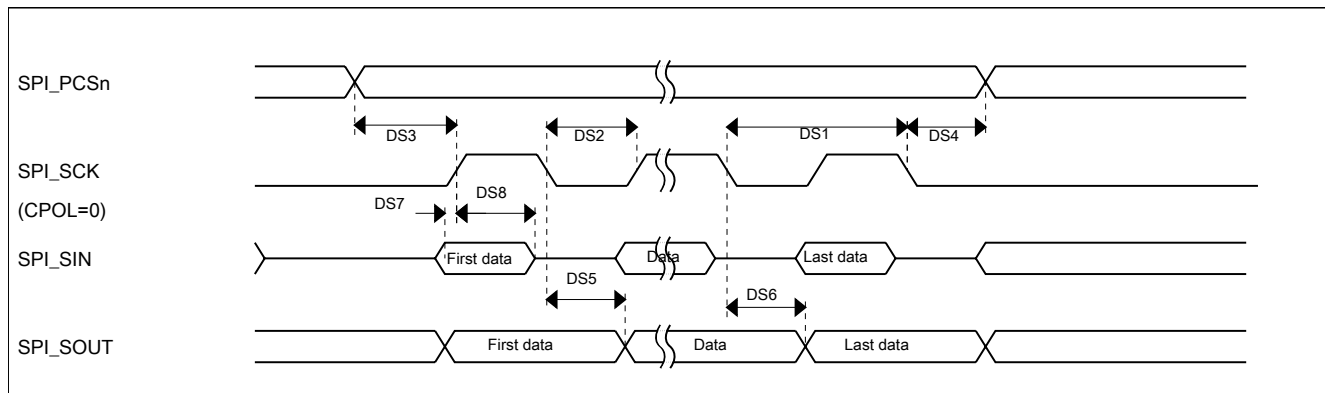 SPI_PCSn
DS3
DS2
DS1
DS4
SPI_SCK
(CPOL=0)
DS7
DS8
SPI_SIN
First data
Data
Last data
DS5
DS6
SPI_SOUT
First data
Data
Last data